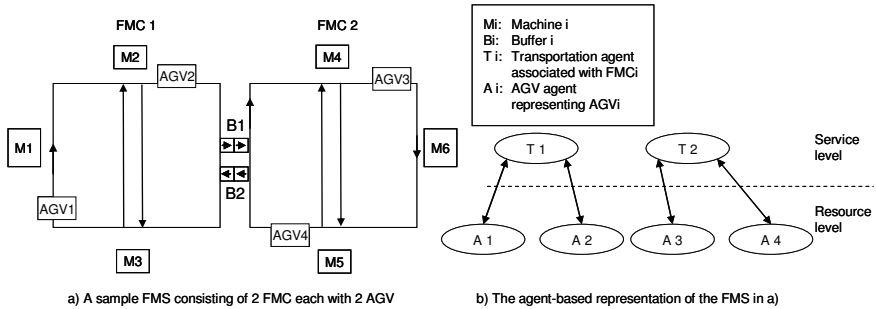 FMC 1
FMC 2
M2
AGV2
M4
AGV3
M1
B1
M6
B2
AGV1
AGV4
M3
M5
Mi: Machine i
Bi: Buffer i
T i: Transportation agent
associated with FMCi
A i: AGV agent
representing AGVi
T 1
T 2
Service
level
Resource
level
A 1
A 2
A 3
A 4
a) A sample FMS consisting of 2 FMC each with 2 AGV
b) The agent-based representation of the FMS in a)